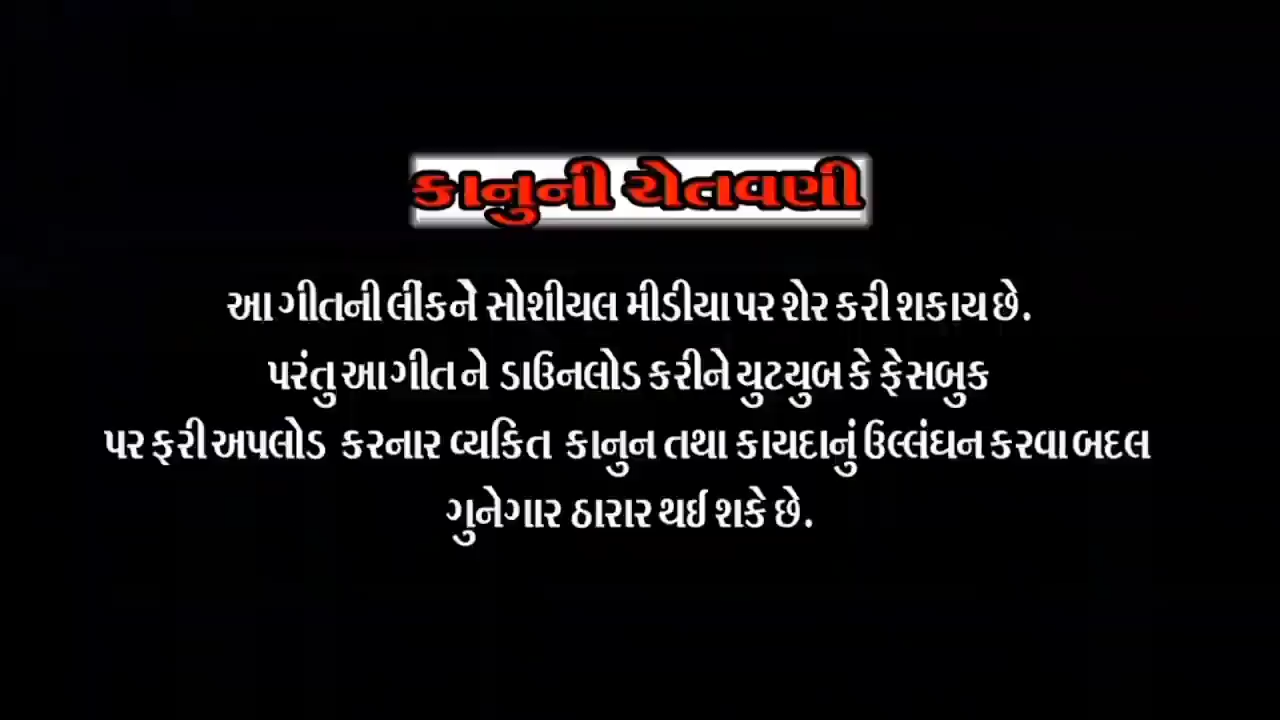 કાનુની ચેતવણી
આ ગીતની લીંકને સોશીયલ મીડીયા પર શેર કરી શકાય છે.
પરંતુ આ ગીત ને ડાઉનલોડ કરીને યુટયુબ કે ફેસબુક
પર ફરી અપલોડ કરનાર વ્યકિત કાનુન તથા કાયદાનું ઉલ્લંઘન કરવા બદલ
ગુનેગાર ઠારાર થઈ શકે છે.